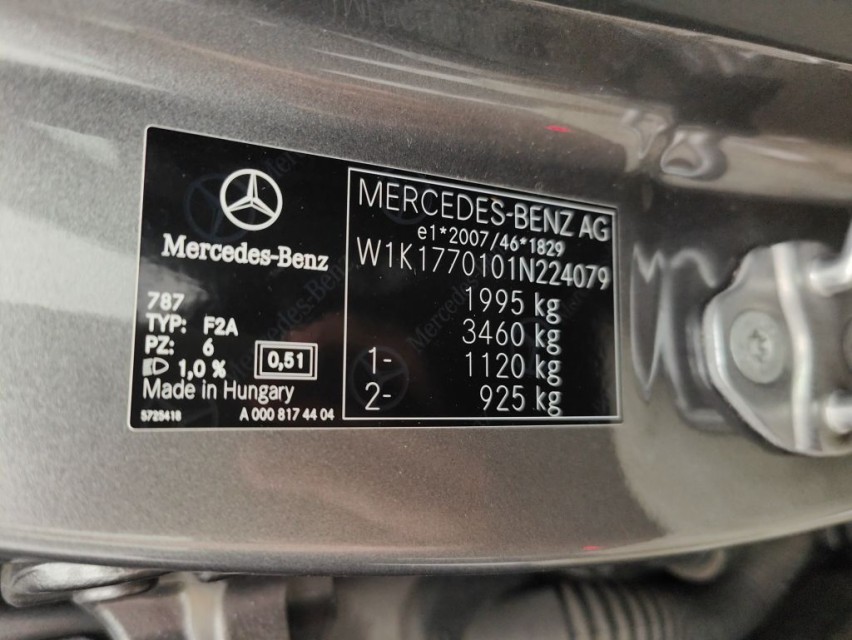 Mercedes-Benz
787
TYP: F2A
PZ: 6
1,0 %
0,51
Made in Hungary
5725418
A 000 817 44 04
MERCEDES-BENZ AG
e1*2007/46*1829
W1K1770101N224079
1995 kg
3460 kg
1- 1120 kg
2- 925 kg